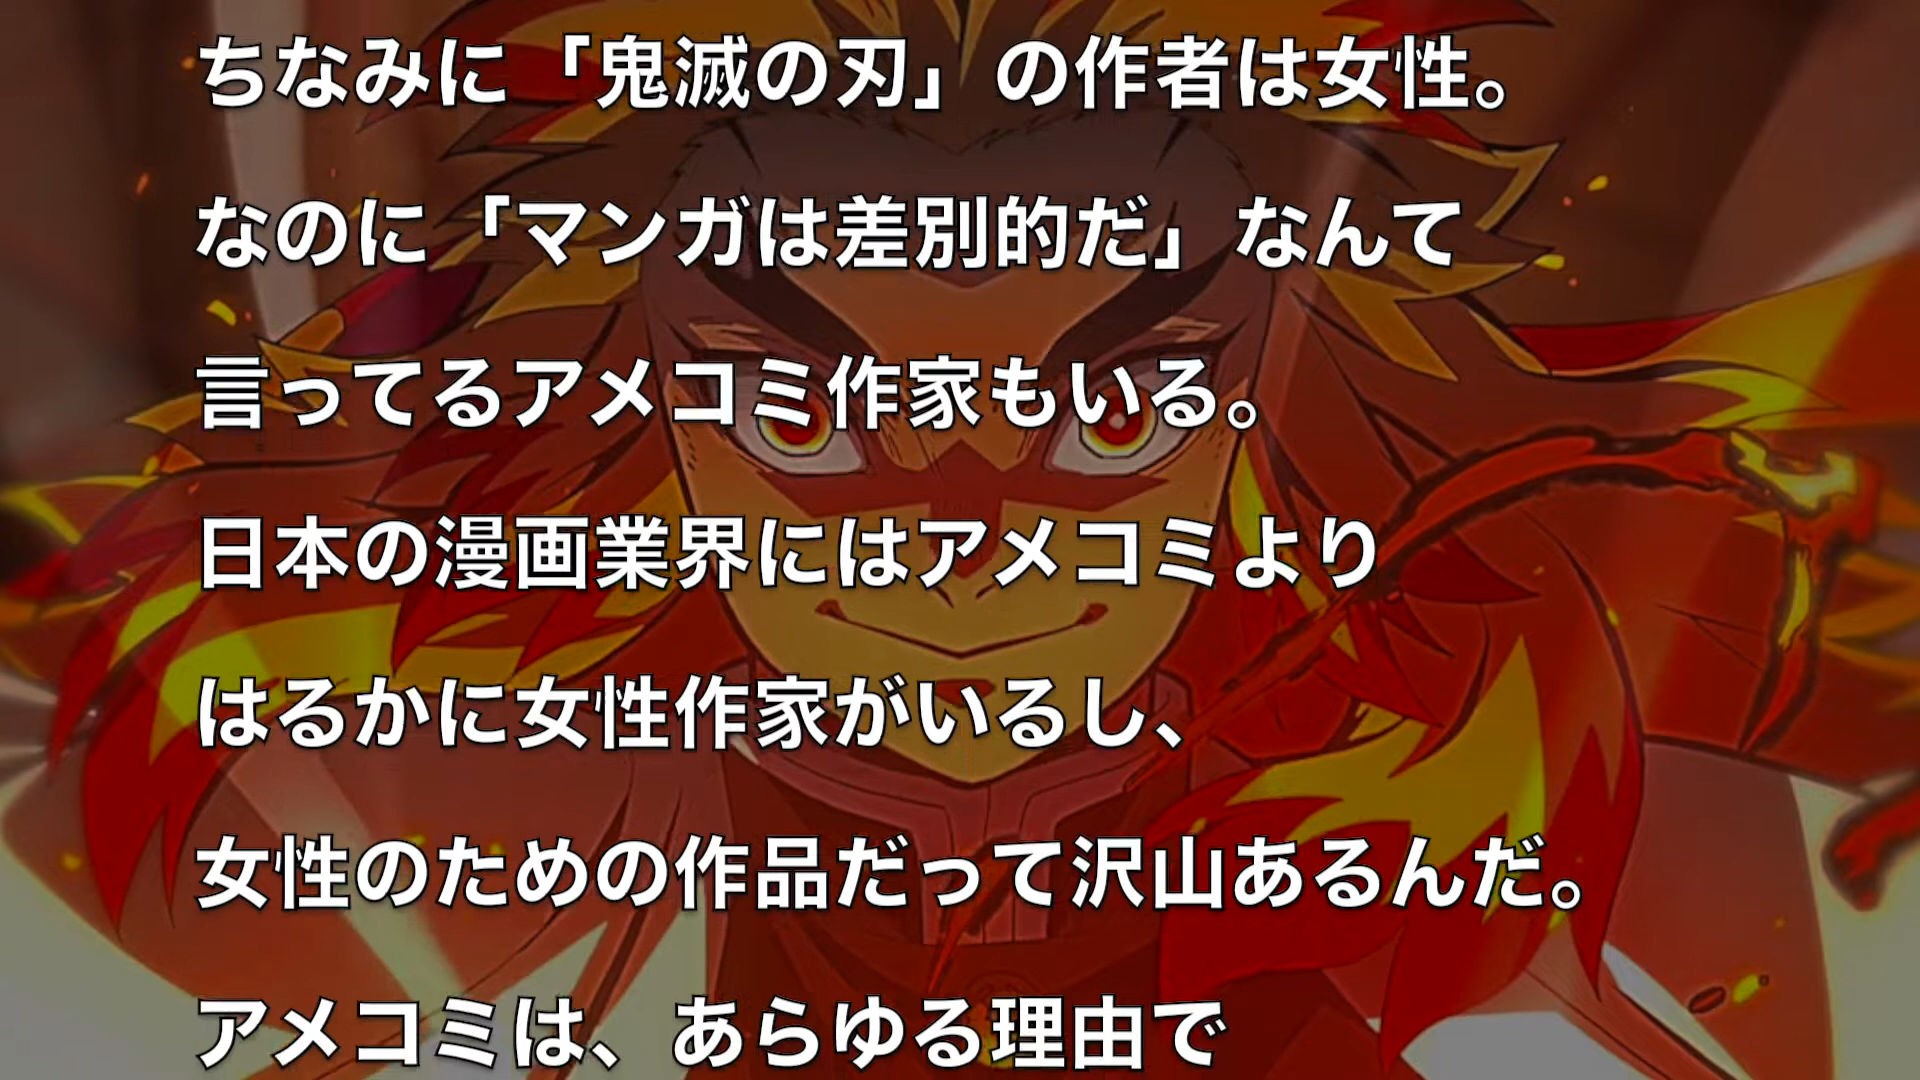 ちなみに「鬼滅の刃」の作者は女性。
なのに「マンガは差別的だ」なんて
言ってるアメコミ作家もいる。
日本の漫画業界にはアメコミより
はるかに女性作家がいるし、
女性のための作品だって沢山あるんだ。
アメコミは、あらゆる理由で